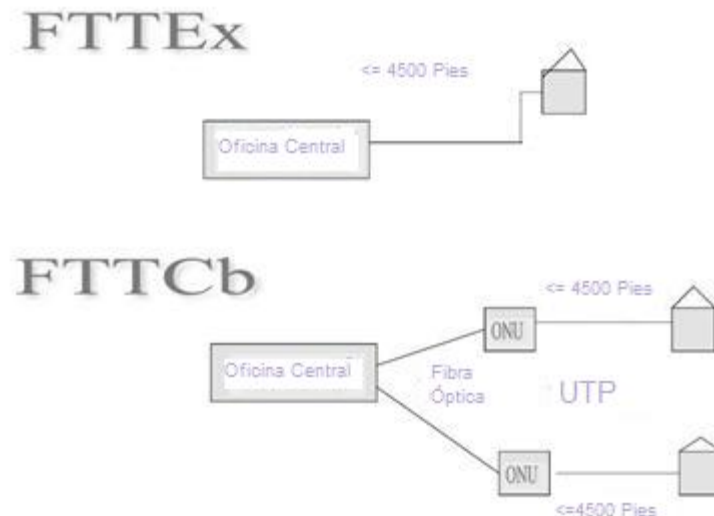 FTTEx
<= 4500 Pies
Oficina Central
FTTCb
<= 4500 Pies
ONU
Oficina Central
Fibra
Óptica
UTP
ONU
<=4500 Pies